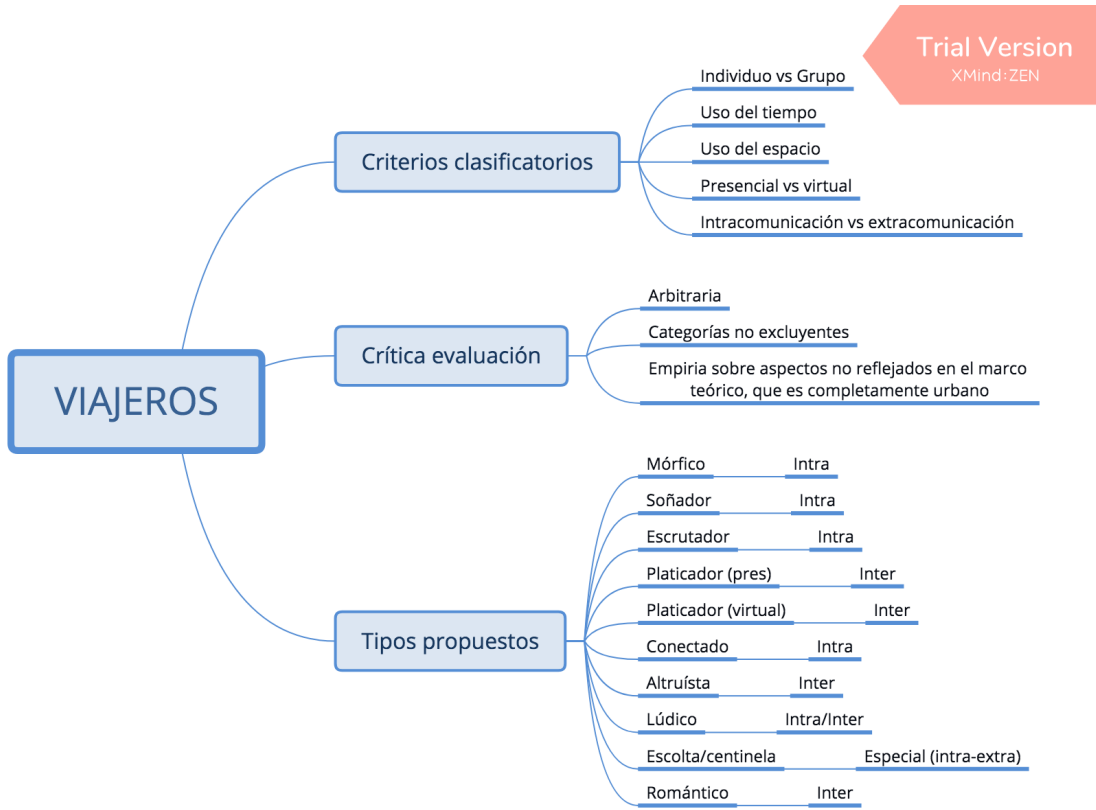 Trial Version
XMind:ZEN
Individuo vs Grupo
Uso del tiempo
Criterios clasificatorios
Uso del espacio
Presencial vs virtual
Intracomunicación vs extracomunicación
Arbitraria
Crítica evaluación
Categorías no excluyentes
Empiria sobre aspectos no reflejados en el marco
teórico, que es completamente urbano
VIAJEROS
Tipos propuestos
Mórfico Intra
Soñador Intra
Escrutador Intra
Platicador (pres) Inter
Platicador (virtual) Inter
Conectado Intra
Altruísta Inter
Lúdico Intra/Inter
Escolta/centinela Especial (intra-extra)
Romántico Inter